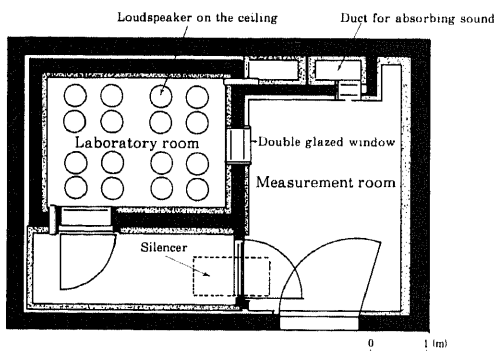 Loudspeaker on the ceiling
Duct for absorbing sound
Laboratory room
Double glazed window
Measurement room
Silencer
0 1 (m)